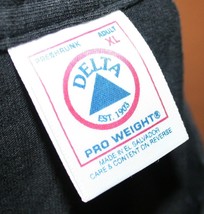 PRESHRUNK
ADULT
XL
DELTA
EST. 1903
PRO WEIGHT®
MADE IN EL SALVADOR
CARE & CONTENT ON REVERSE